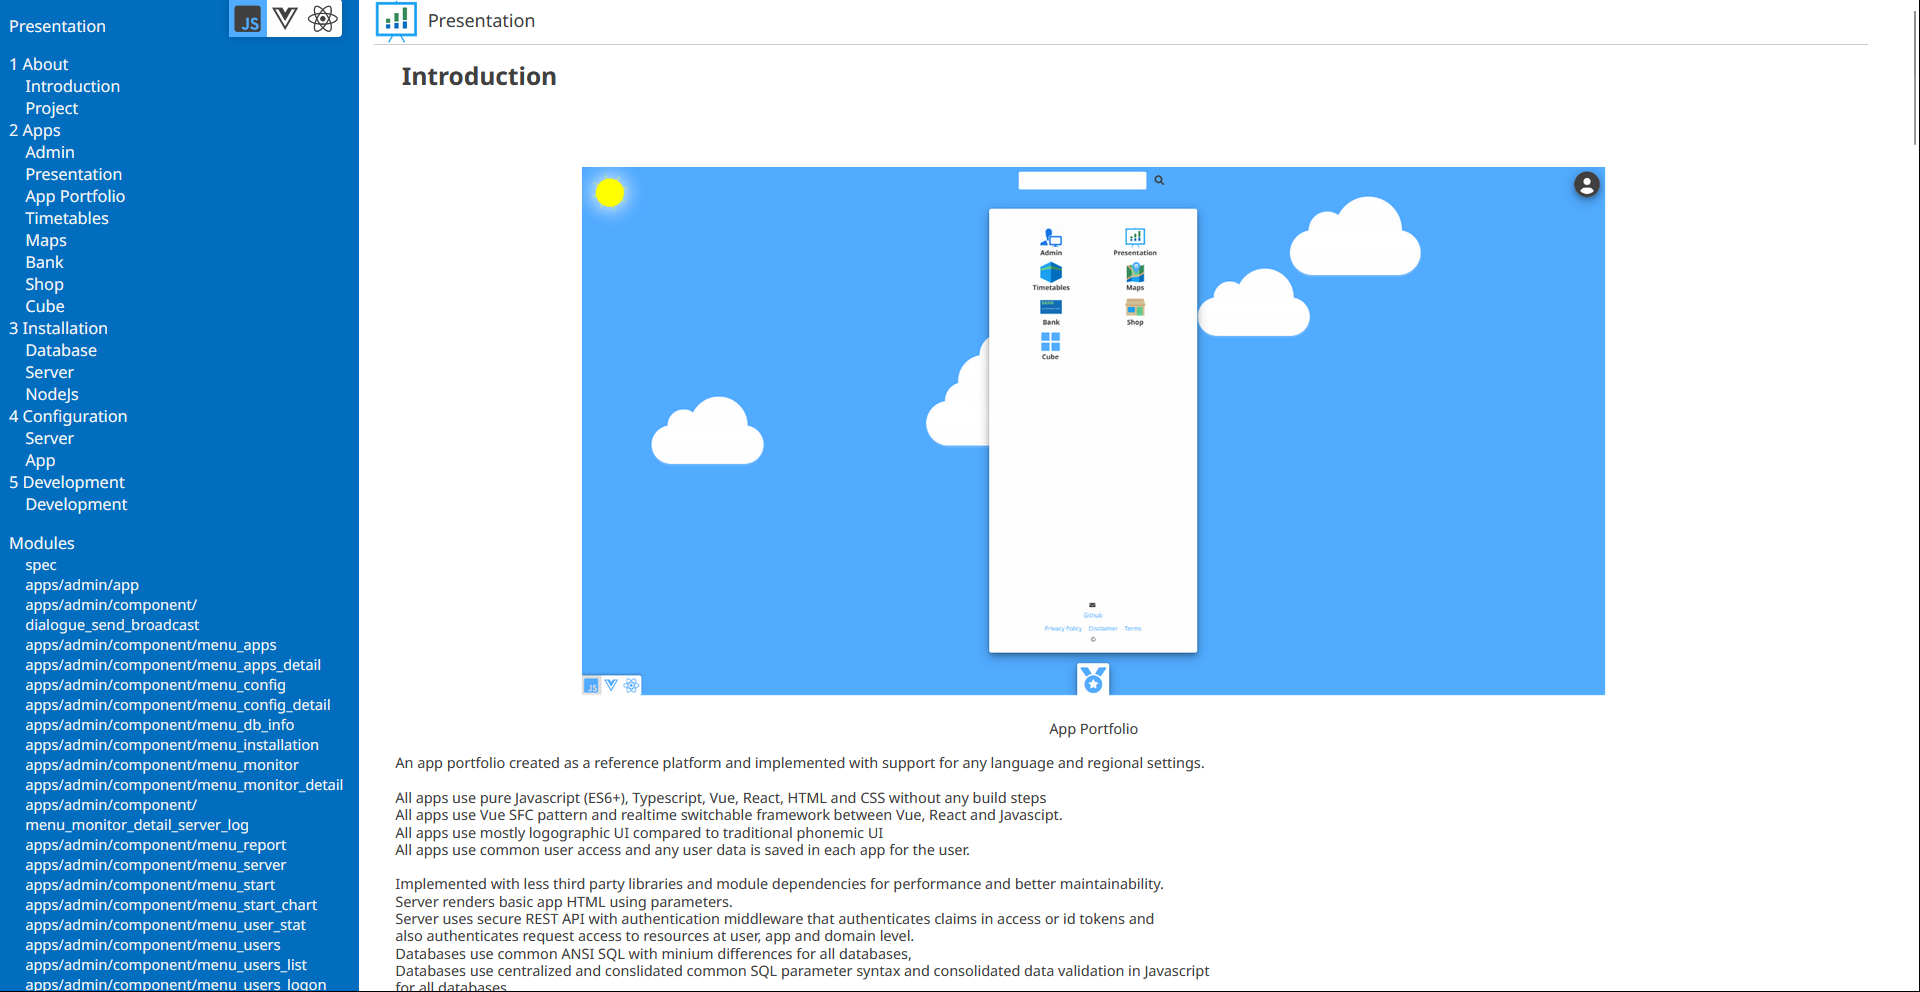 Presentation
JS
1 About
Introduction
Project
2 Apps
Admin
Presentation
App Portfolio
Timetables
Maps
Bank
Shop
Cube
3 Installation
Database
Server
NodeJs
4 Configuration
Server
App
5 Development
Development
Modules
spec
apps/admin/app
apps/admin/component/
dialogue_send_broadcast
apps/admin/component/menu_apps
apps/admin/component/menu_apps_detail
apps/admin/component/menu_config
apps/admin/component/menu_config_detail
apps/admin/component/menu_db_info
apps/admin/component/menu_installation
apps/admin/component/menu_monitor
apps/admin/component/menu_monitor_detail
apps/admin/component/
menu_monitor_detail_server_log
apps/admin/component/menu_report
apps/admin/component/menu_server
apps/admin/component/menu_start
apps/admin/component/menu_start_chart
apps/admin/component/menu_user_stat
apps/admin/component/menu_users
apps/admin/component/menu_users_list
apps/admin/component/menu_users_logon
Presentation
Introduction
Admin
Presentation
Timetables
Maps
BANK
Bank
Shop
Cube
Github
Privacy Policy Disclaimer Terms
©
JS
App Portfolio
An app portfolio created as a reference platform and implemented with support for any language and regional settings.
All apps use pure Javascript (ES6+), Typescript, Vue, React, HTML and CSS without any build steps
All apps use Vue SFC pattern and realtime switchable framework between Vue, React and Javascipt.
All apps use mostly logographic UI compared to traditional phonemic UI
All apps use common user access and any user data is saved in each app for the user.
Implemented with less third party libraries and module dependencies for performance and better maintainability.
Server renders basic app HTML using parameters.
Server uses secure REST API with authentication middleware that authenticates claims in access or id tokens and
also authenticates request access to resources at user, app and domain level.
Databases use common ANSI SQL with minium differences for all databases,
Databases use centralized and conslidated common SQL parameter syntax and consolidated data validation in Javascript
for all databases